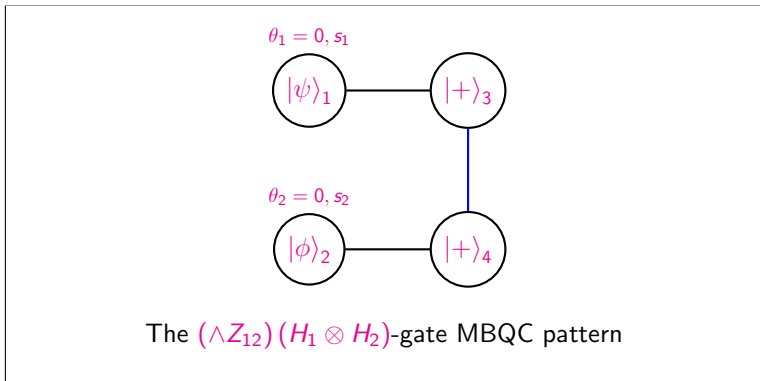 θ₁ = 0, s₁
|ψ⟩₁ |+⟩₃
θ₂ = 0, s₂
|ϕ⟩₂ |+⟩₄
The (∧Z₁₂) (H₁ ⊗ H₂)-gate MBQC pattern